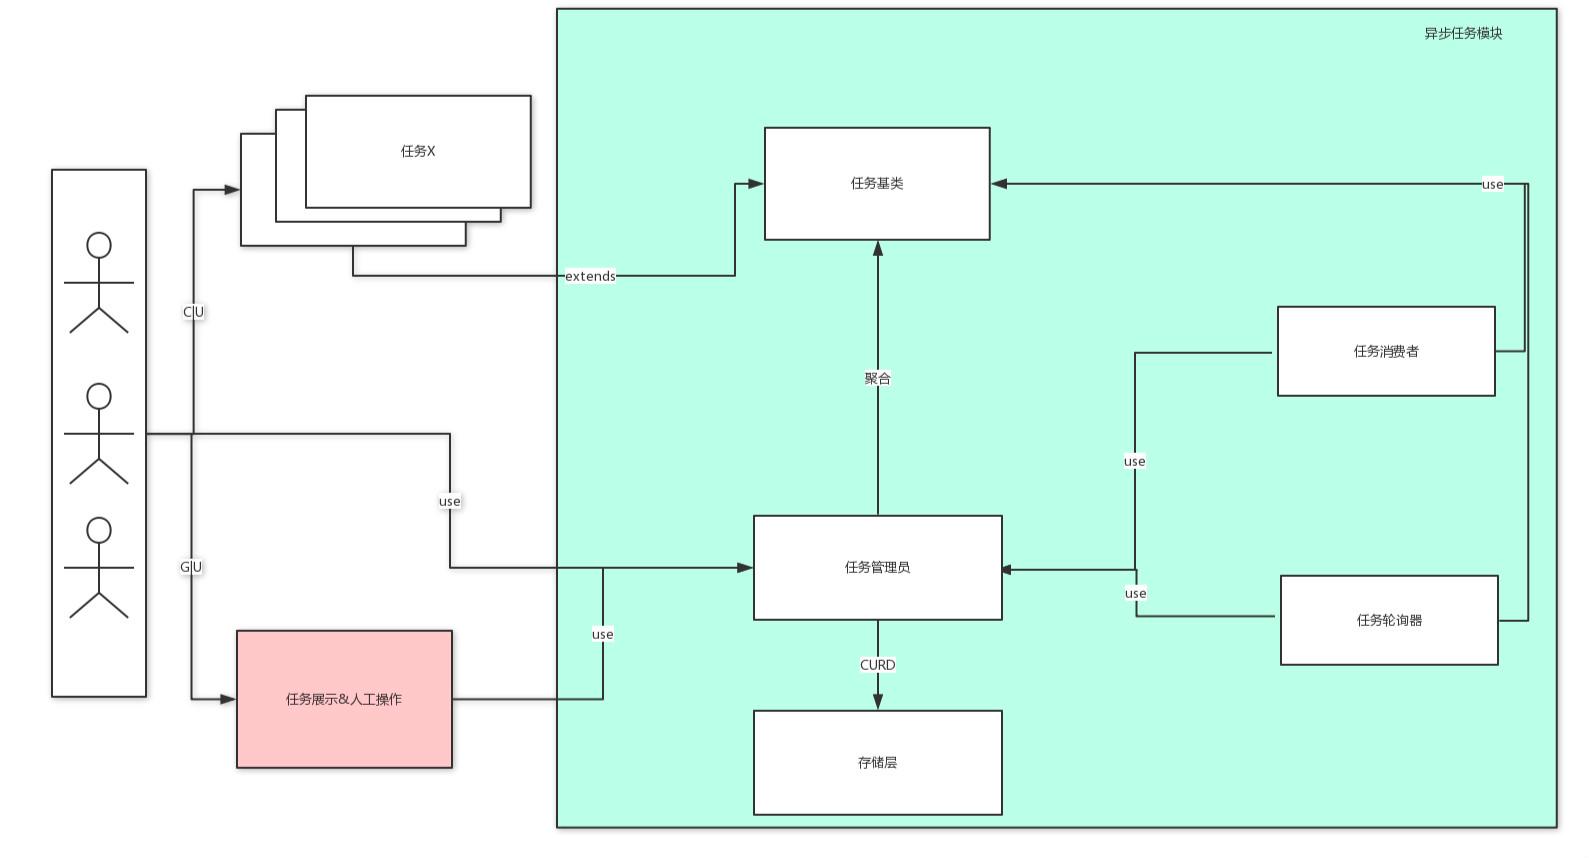 异步任务模块
任务X
任务基类
use
extends
CIU
任务消费者
聚合
use
use
任务管理员
GIU
use
任务轮询器
use
CURD
任务展示&人工操作
存储层